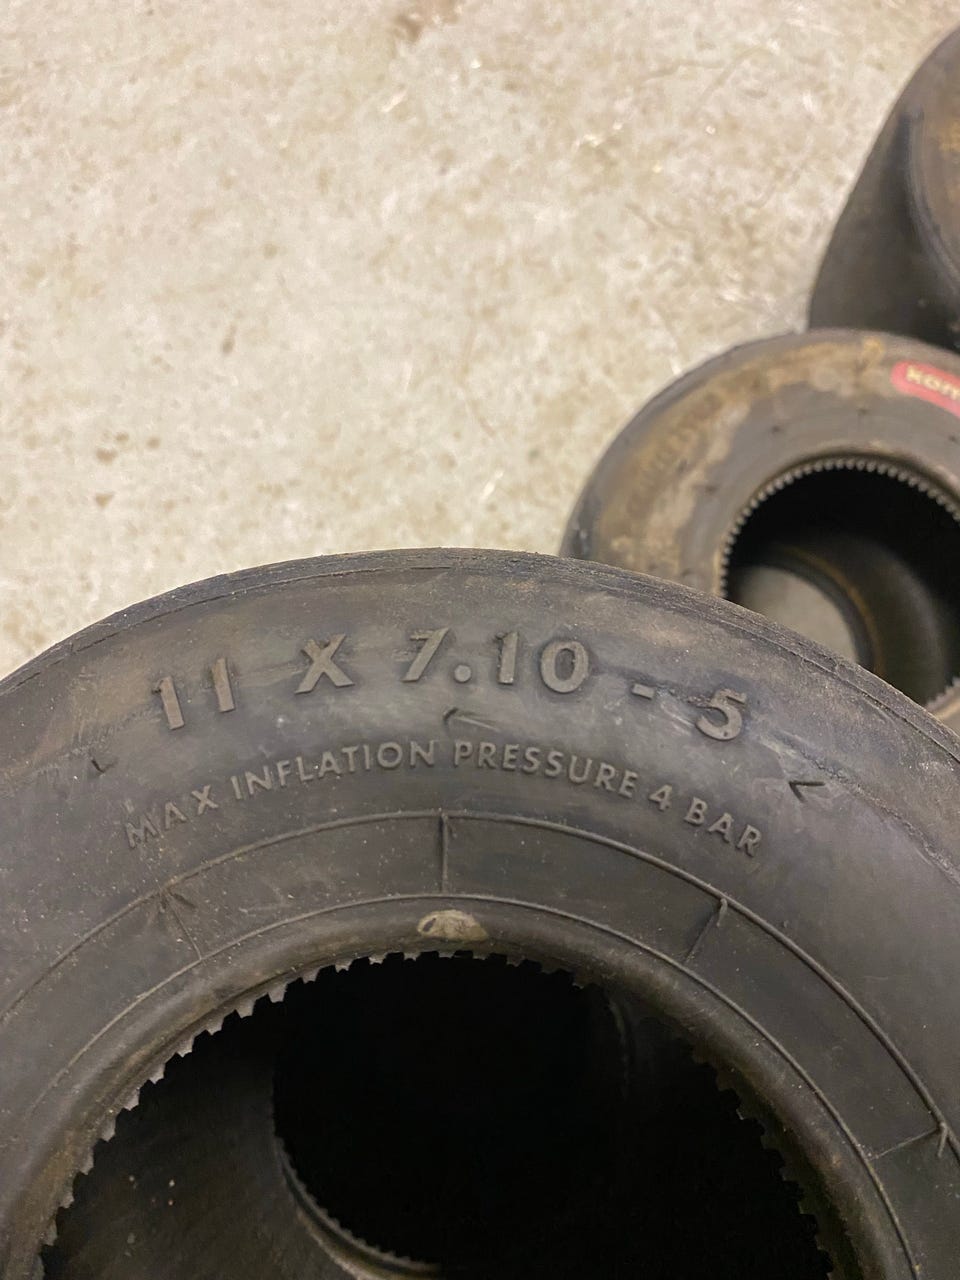 11 X 7.10 - 5
MAX INFLATION PRESSURE 4 BAR